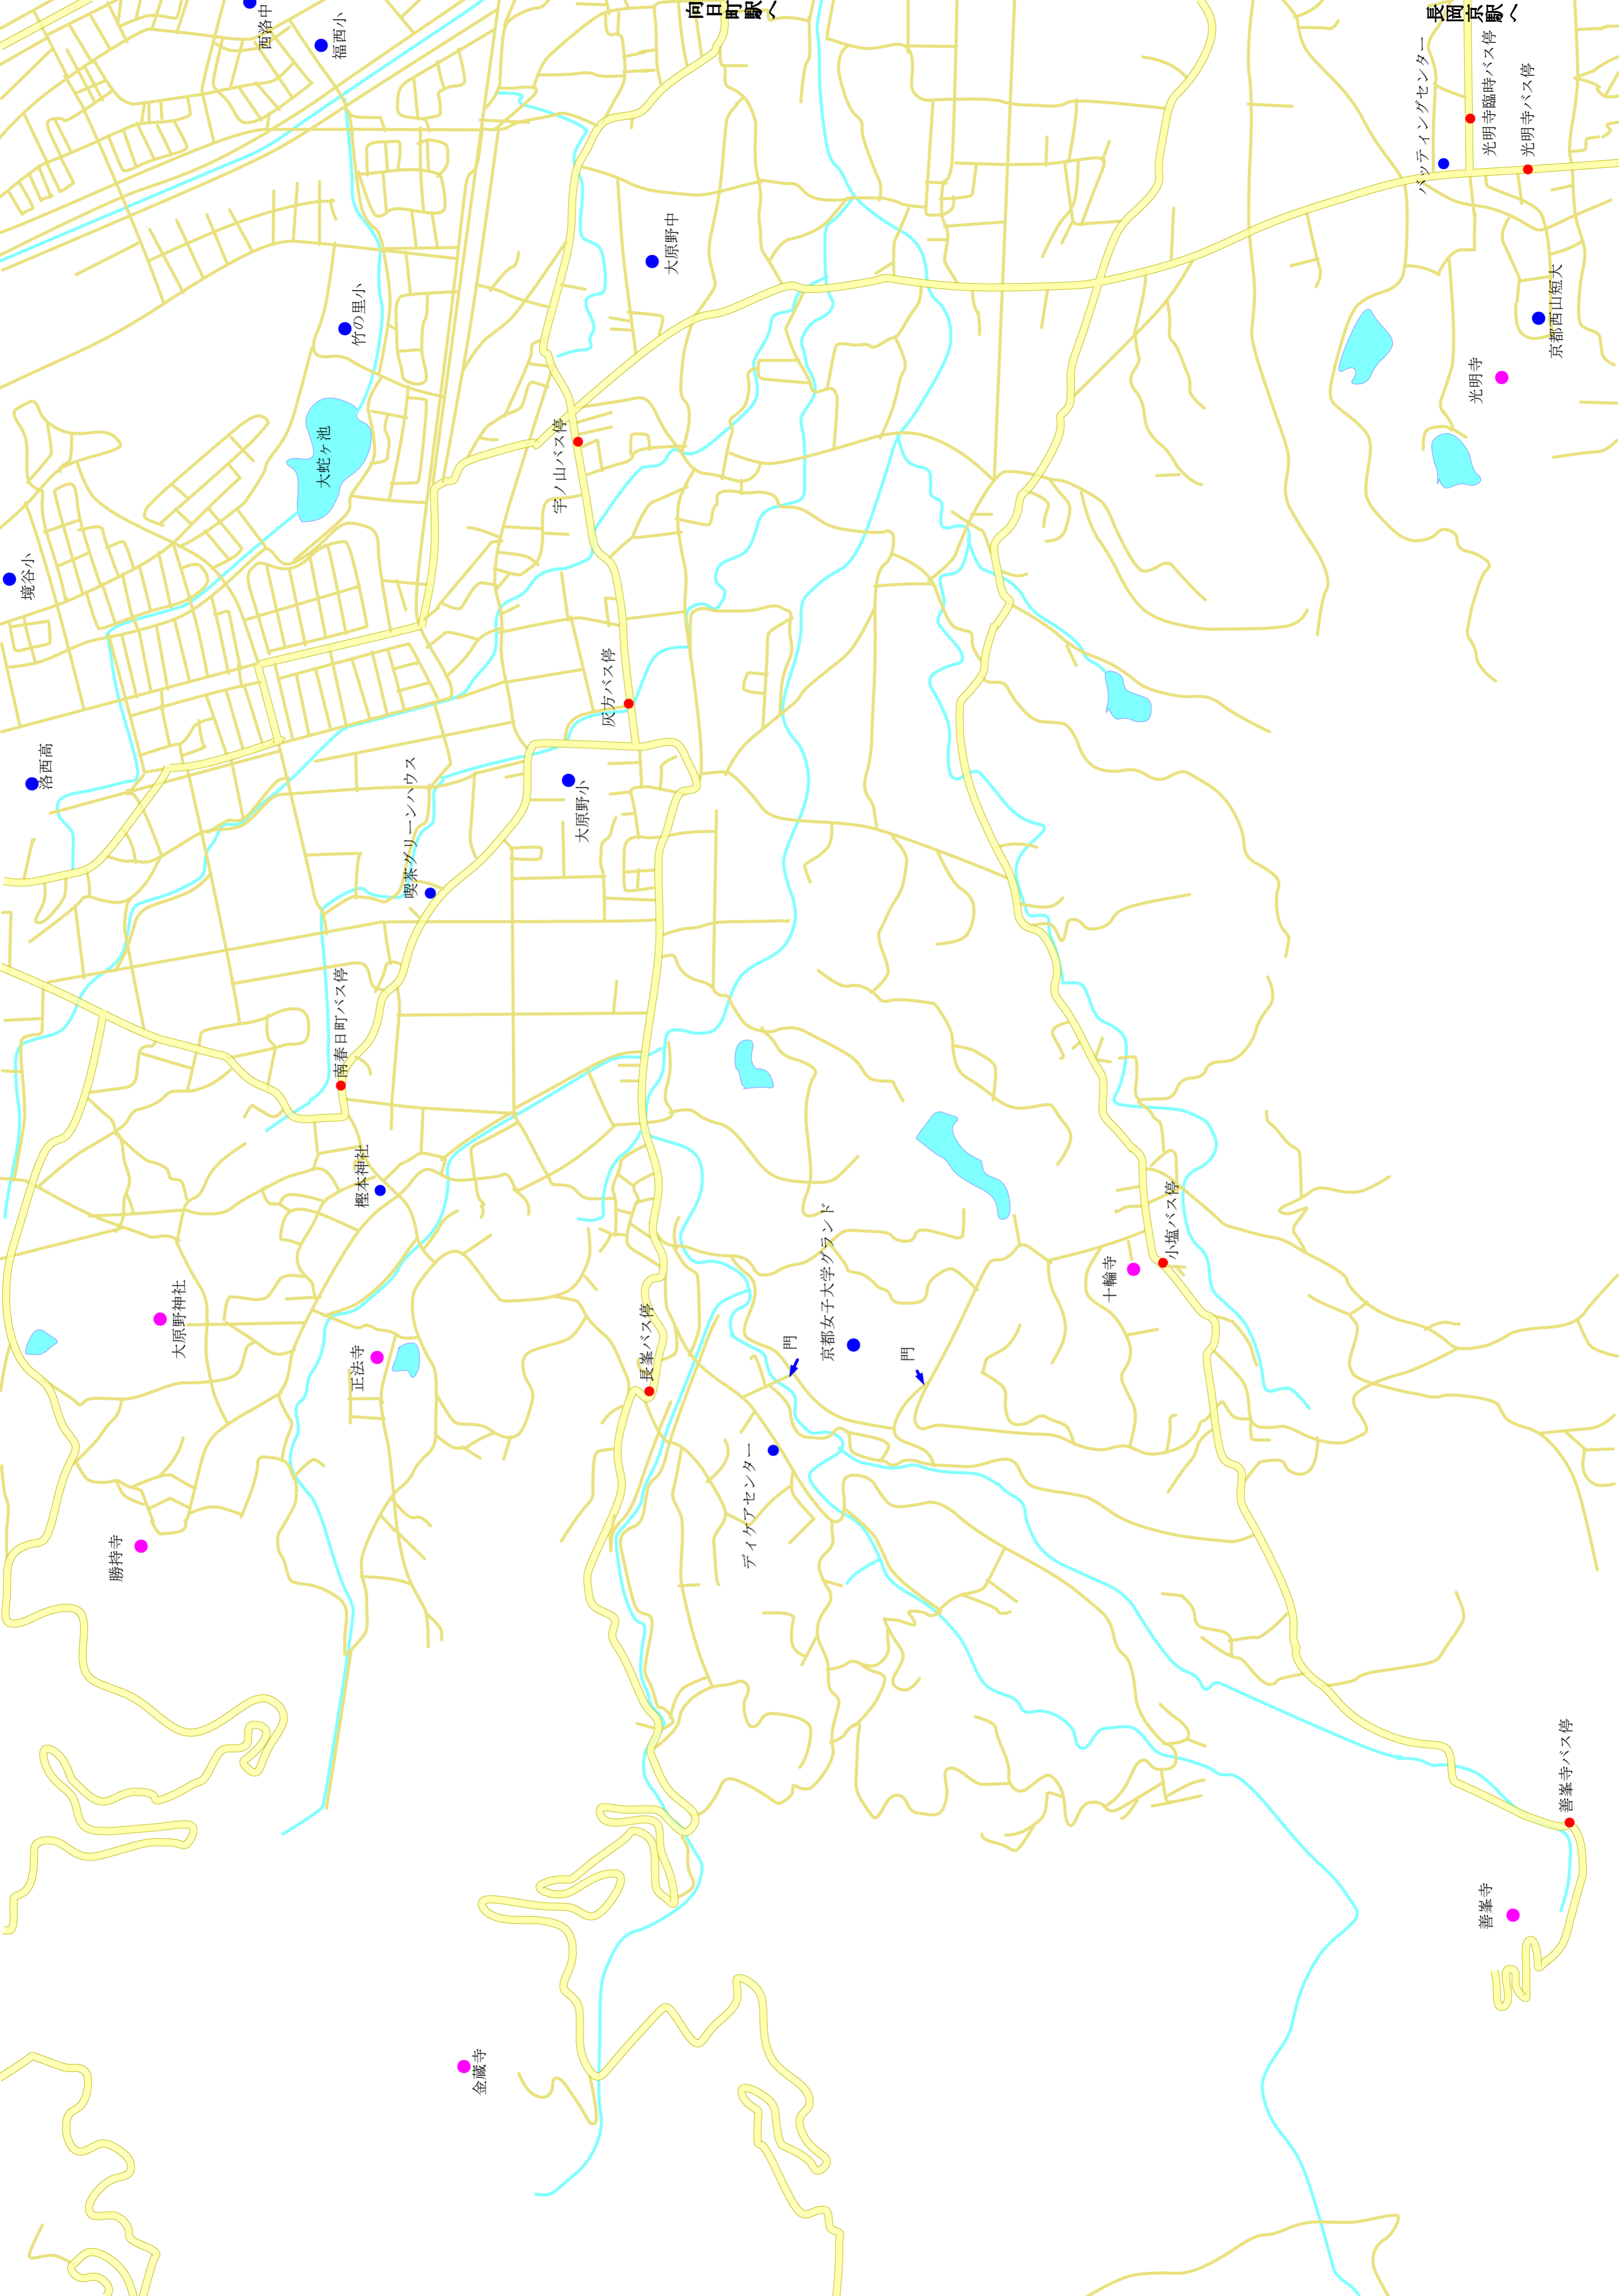 西洛中
福西小
向日町駅へ
長岡京駅へ
バッティングセンター
光明寺臨時バス停
光明寺バス停
大原野中
竹の里小
京都西山短大
光明寺
大蛇ヶ池
宇ノ山バス停
境谷小
灰方バス停
洛西高
喫茶グリーンハウス
大原野小
南春日町バス停
樫本神社
小塩バス停
十輪寺
京都女子大学グランド
大原野神社
正法寺
長峯バス停
門
門
ディケアセンター
勝持寺
善峯寺バス停
善峯寺
金蔵寺